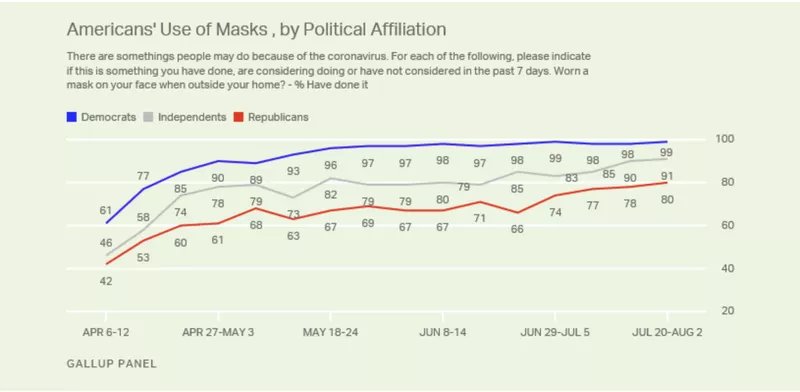 Americans' Use of Masks , by Political Affiliation
There are somethings people may do because of the coronavirus. For each of the following, please indicate
if this is something you have done, are considering doing or have not considered in the past 7 days. Worn a
mask on your face when outside your home? - % Have done it
Democrats Independents Republicans
100
80
60
40
20
61 77 85 90 89 93 96 97 97 98 97 98 99 98 98 99
46 58 74 78 79 73 82 79 79 80 79 85 83 85 90 91
42 53 60 61 68 63 67 69 67 67 71 66 74 77 78 80
APR 6-12 APR 27-MAY 3 MAY 18-24 JUN 8-14 JUN 29-JUL 5 JUL 20-AUG 2
GALLUP PANEL